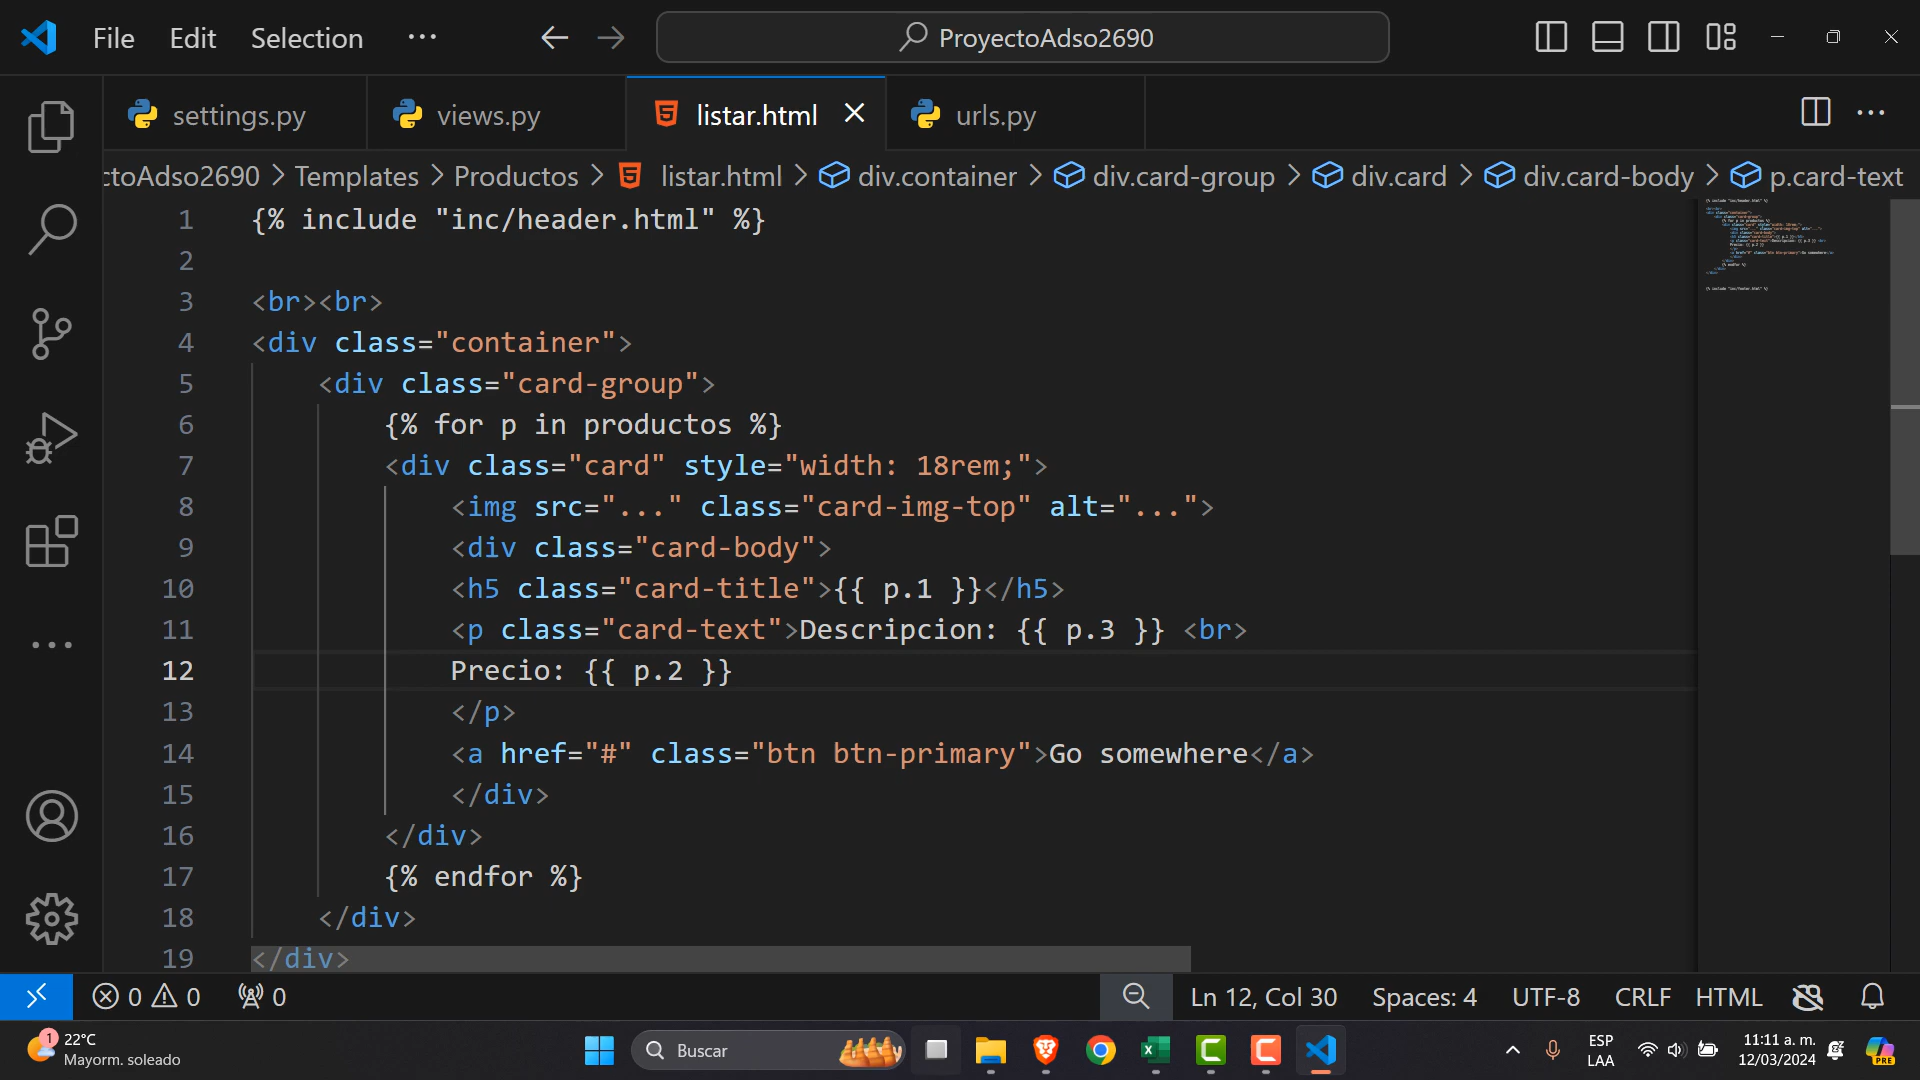 File Edit Selection ··· ProyectoAdso2690
settings.py views.py listar.html urls.py
ctoAdso2690 > Templates > Productos > listar.html > div.container > div.card-group > div.card > div.card-body > p.card-text
1 {% include "inc/header.html" %}
2
3 <br><br>
4 <div class="container">
5 <div class="card-group">
6 {% for p in productos %}
7 <div class="card" style="width: 18rem;">
8 <img src="..." class="card-img-top" alt="...">
9 <div class="card-body">
10 <h5 class="card-title">{{ p.1 }}</h5>
11 <p class="card-text">Descripcion: {{ p.3 }} <br>
12 Precio: {{ p.2 }}
13 </p>
14 <a href="#" class="btn btn-primary">Go somewhere</a>
15 </div>
16 </div>
17 {% endfor %}
18 </div>
19 </div>
0 0 0 Ln 12, Col 30 Spaces: 4 UTF-8 CRLF HTML
1 22°C
Mayorm. soleado
Buscar
ESP
LAA
11:11 a. m.
12/03/2024
PRE